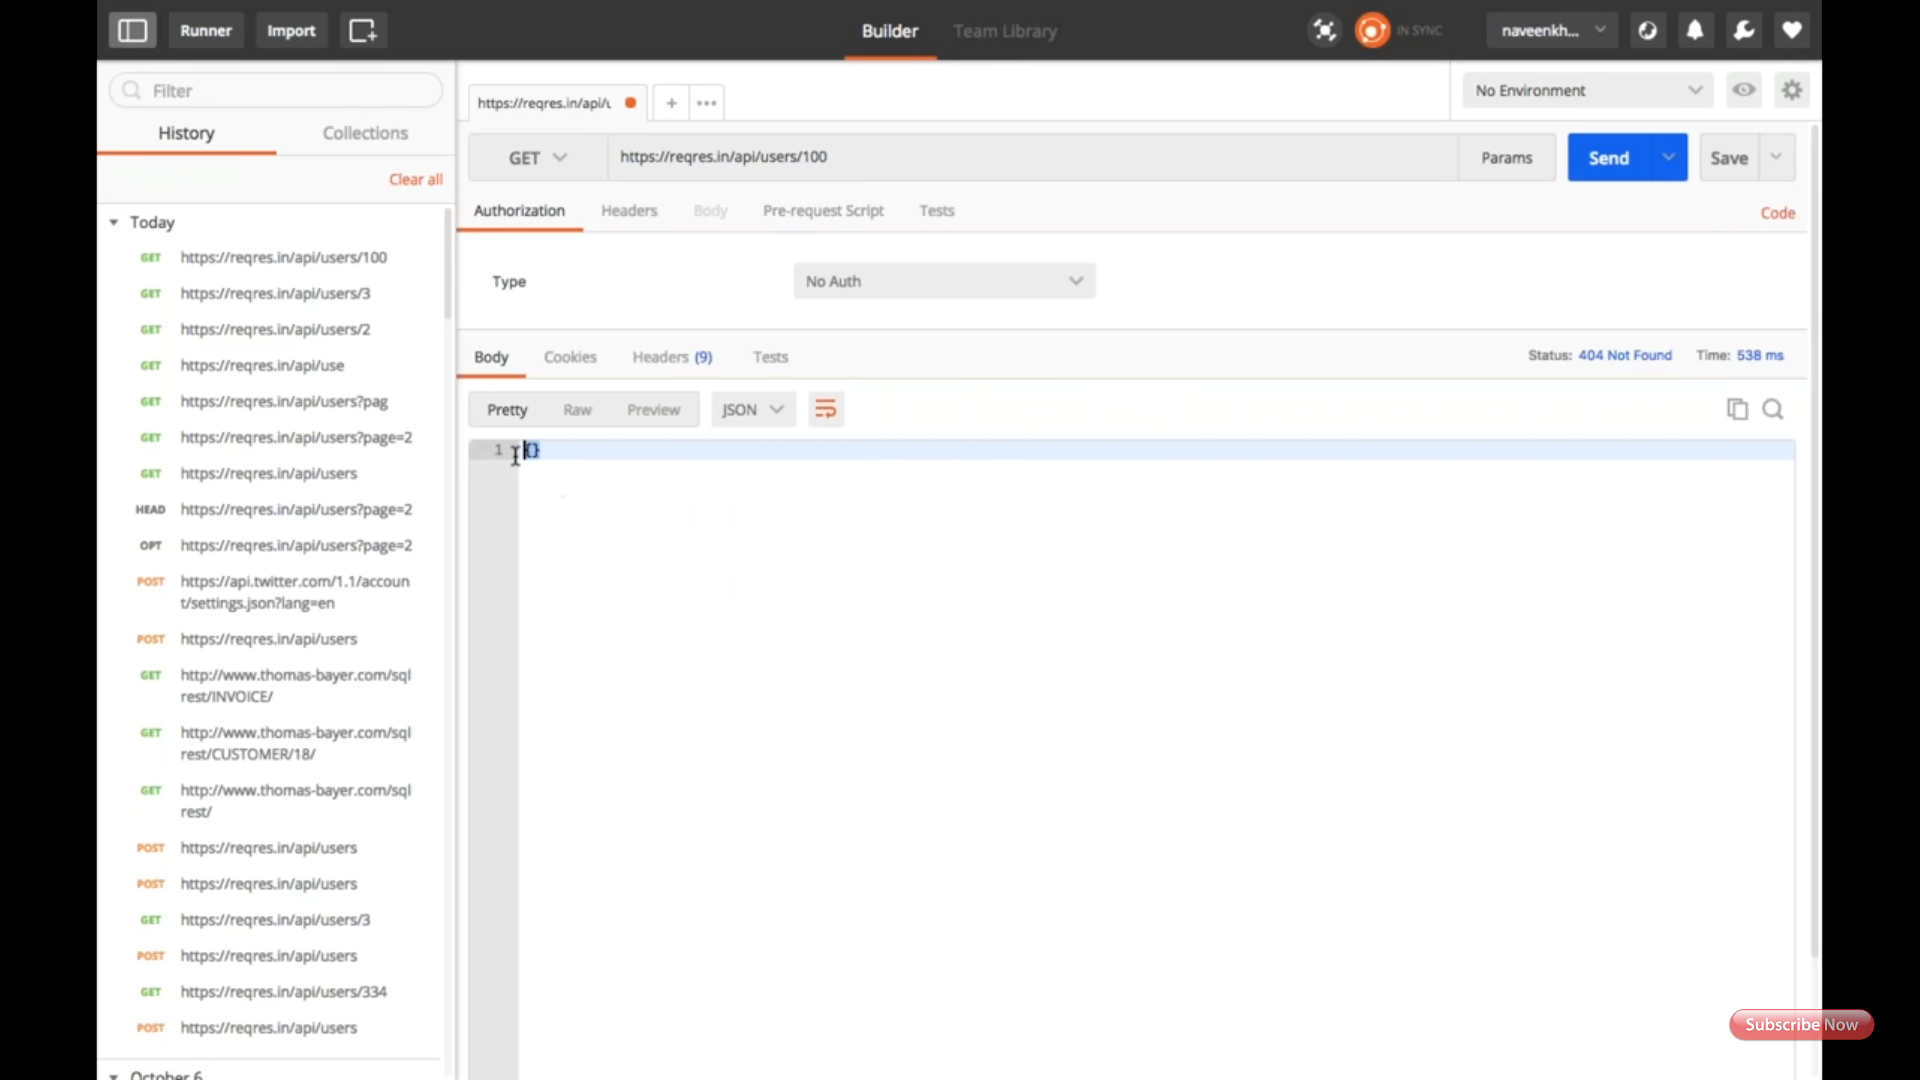 Runner
Import
Builder
Team Library
IN SYNC
naveenkh...
Filter
History
Collections
Clear all
Today
GET https://reqres.in/api/users/100
GET https://reqres.in/api/users/3
GET https://reqres.in/api/users/2
GET https://reqres.in/api/use
GET https://reqres.in/api/users?pag
GET https://reqres.in/api/users?page=2
GET https://reqres.in/api/users
HEAD https://reqres.in/api/users?page=2
OPT https://reqres.in/api/users?page=2
POST https://api.twitter.com/1.1/accoun
t/settings.json?lang=en
POST https://reqres.in/api/users
GET http://www.thomas-bayer.com/sql
rest/INVOICE/
GET http://www.thomas-bayer.com/sql
rest/CUSTOMER/18/
GET http://www.thomas-bayer.com/sql
rest/
POST https://reqres.in/api/users
POST https://reqres.in/api/users
GET https://reqres.in/api/users/3
POST https://reqres.in/api/users
GET https://reqres.in/api/users/334
POST https://reqres.in/api/users
October 6
https://reqres.in/api/u
+
...
No Environment
GET
https://reqres.in/api/users/100
Params
Send
Save
Authorization
Headers
Body
Pre-request Script
Tests
Code
Type
No Auth
Body
Cookies
Headers (9)
Tests
Status: 404 Not Found
Time: 538 ms
Pretty
Raw
Preview
JSON
1 {}
Subscribe Now